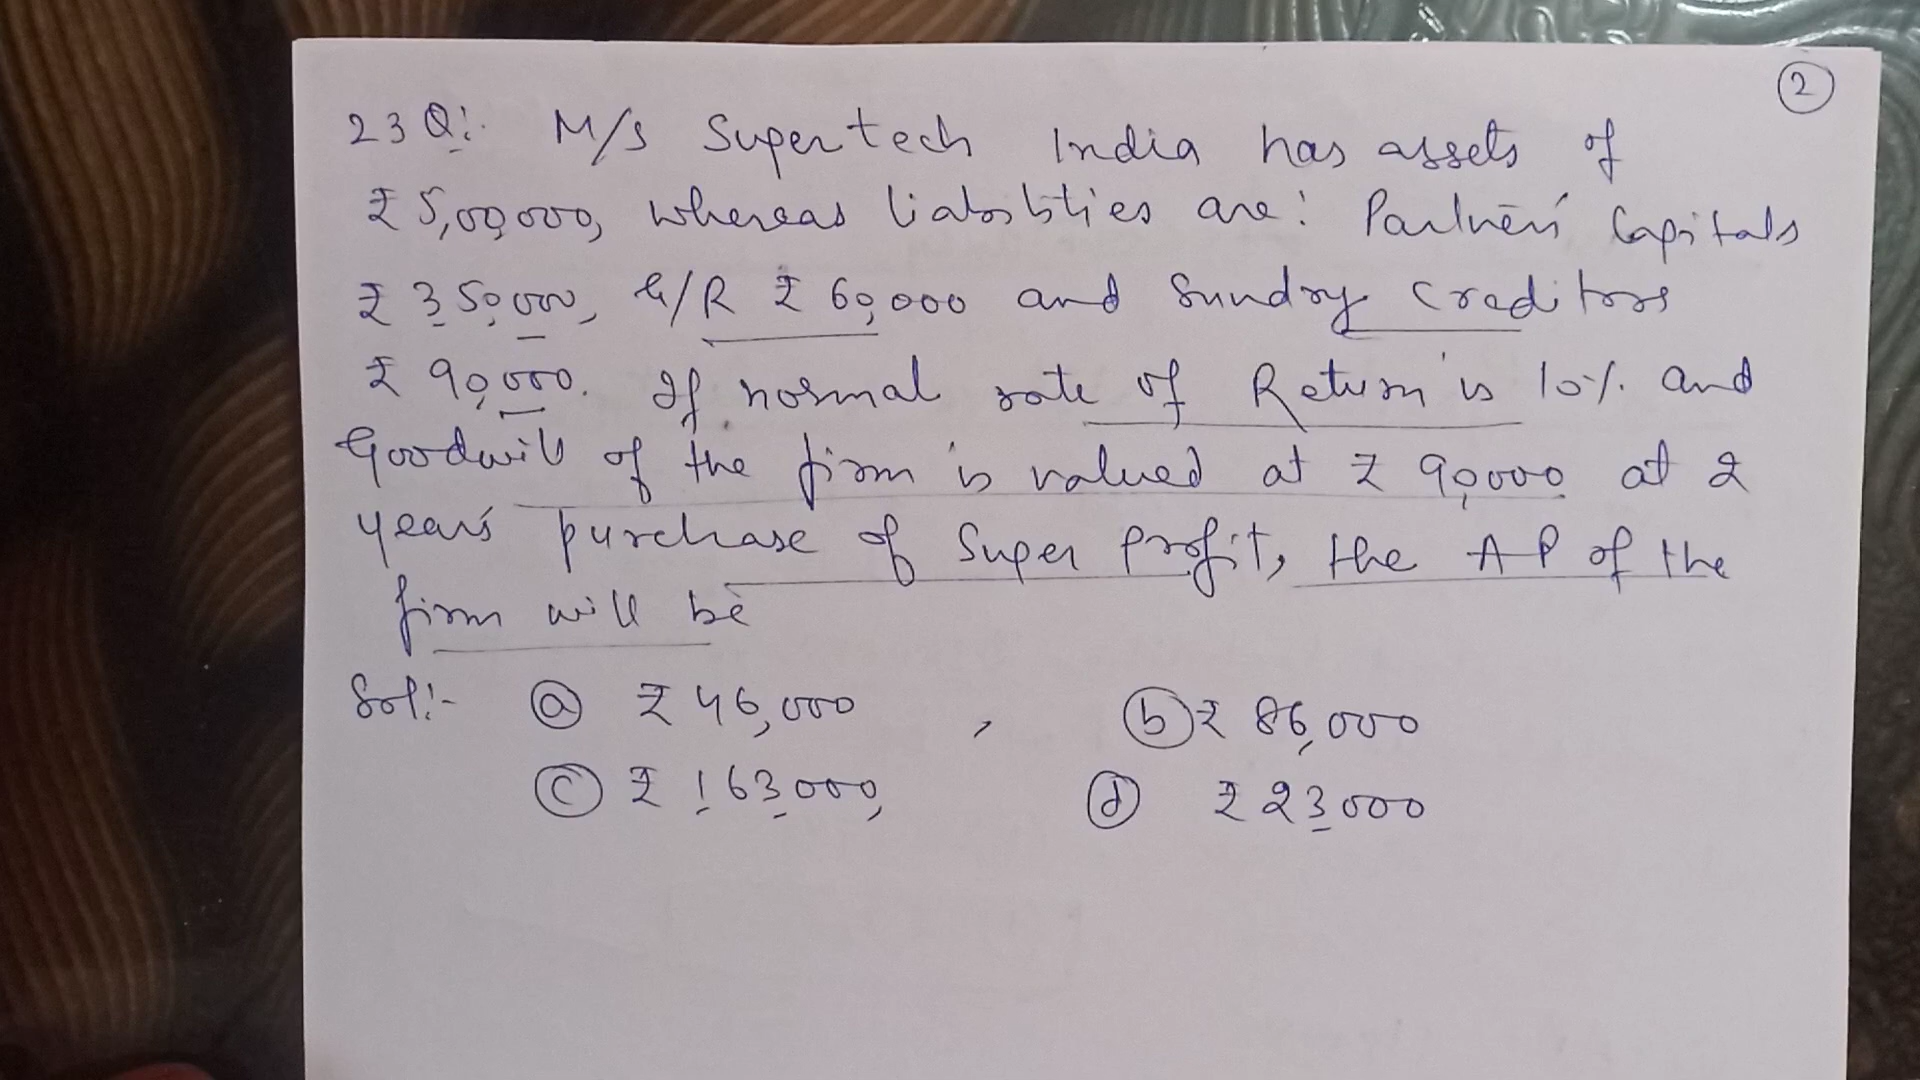 2
23 Q:- M/s Supertech India has assets of
₹ 5,00,000, whereas liabilities are: Partners' Capitals
₹ 3,50,000, G/R ₹ 60,000 and Sundry Creditors
₹ 90,000. If normal rate of Return is 10% and
Goodwill of the firm is valued at ₹ 90,000 at 2
years purchase of Super Profit, the AP of the
firm will be
Sol:- (a) ₹ 46,000 , (b) ₹ 86,000
(c) ₹ 1,63,000, (d) ₹ 23,000